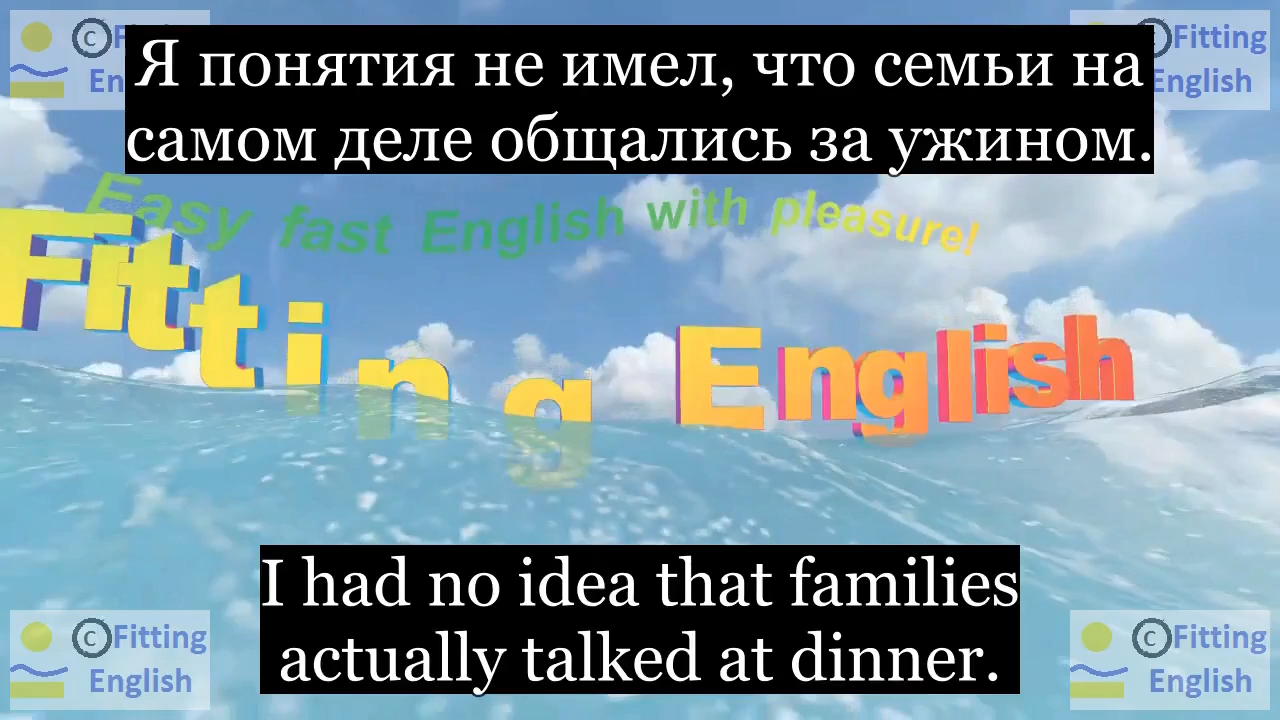 © Fitting
English
© Fitting
English
Я понятия не имел, что семьи на
самом деле общались за ужином.
Easy fast English with pleasure!
Fitting English
I had no idea that families
actually talked at dinner.
© Fitting
English
© Fitting
English